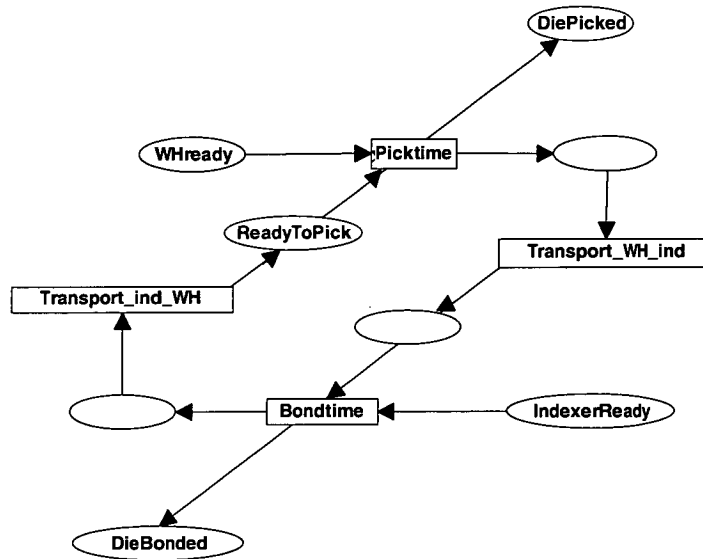 DiePicked
WHready
Picktime
ReadyToPick
Transport_WH_ind
Transport_ind_WH
Bondtime
IndexerReady
DieBonded